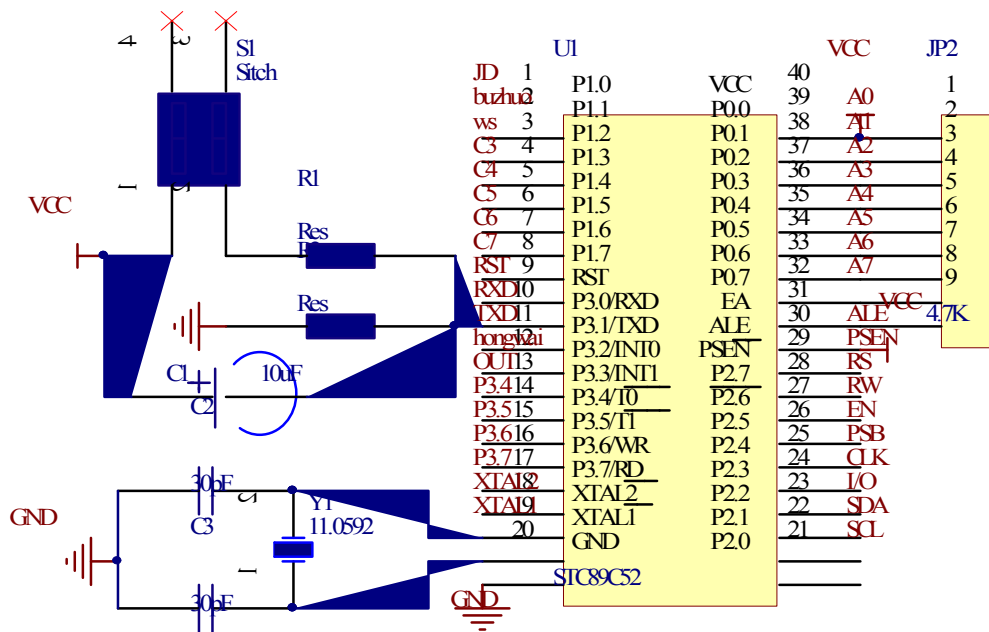 4 3
S1
Sitch
1 2
VCC
R1
Res
R2
Res
C1 + 10uF
C2
30pF
C3
GND
2
Y1
11.0592
1
30pF
U1
VCC
JP2
JD 1 P1.0 VCC 40
buzhuo 2 P1.1 P0.0 39 A0
ws 3 P1.2 P0.1 38 A1
C3 4 P1.3 P0.2 37 A2
C4 5 P1.4 P0.3 36 A3
C5 6 P1.5 P0.4 35 A4
C6 7 P1.6 P0.5 34 A5
C7 8 P1.7 P0.6 33 A6
RST 9 RST P0.7 32 A7
RXD 10 P3.0/RXD EA 31 VCC
TXD 11 P3.1/TXD ALE 30 ALE
hongwai 12 P3.2/INT0 PSEN 29 PSEN
OUT 13 P3.3/INT1 P2.7 28 RS
P3.4 14 P3.4/T0 P2.6 27 RW
P3.5 15 P3.5/T1 P2.5 26 EN
P3.6 16 P3.6/WR P2.4 25 PSB
P3.7 17 P3.7/RD P2.3 24 CLK
XTAL2 18 XTAL2 P2.2 23 I/O
XTAL1 19 XTAL1 P2.1 22 SDA
20 GND P2.0 21 SCL
STC89C52
GND
1
2
3
4
5
6
7
8
9
4.7K